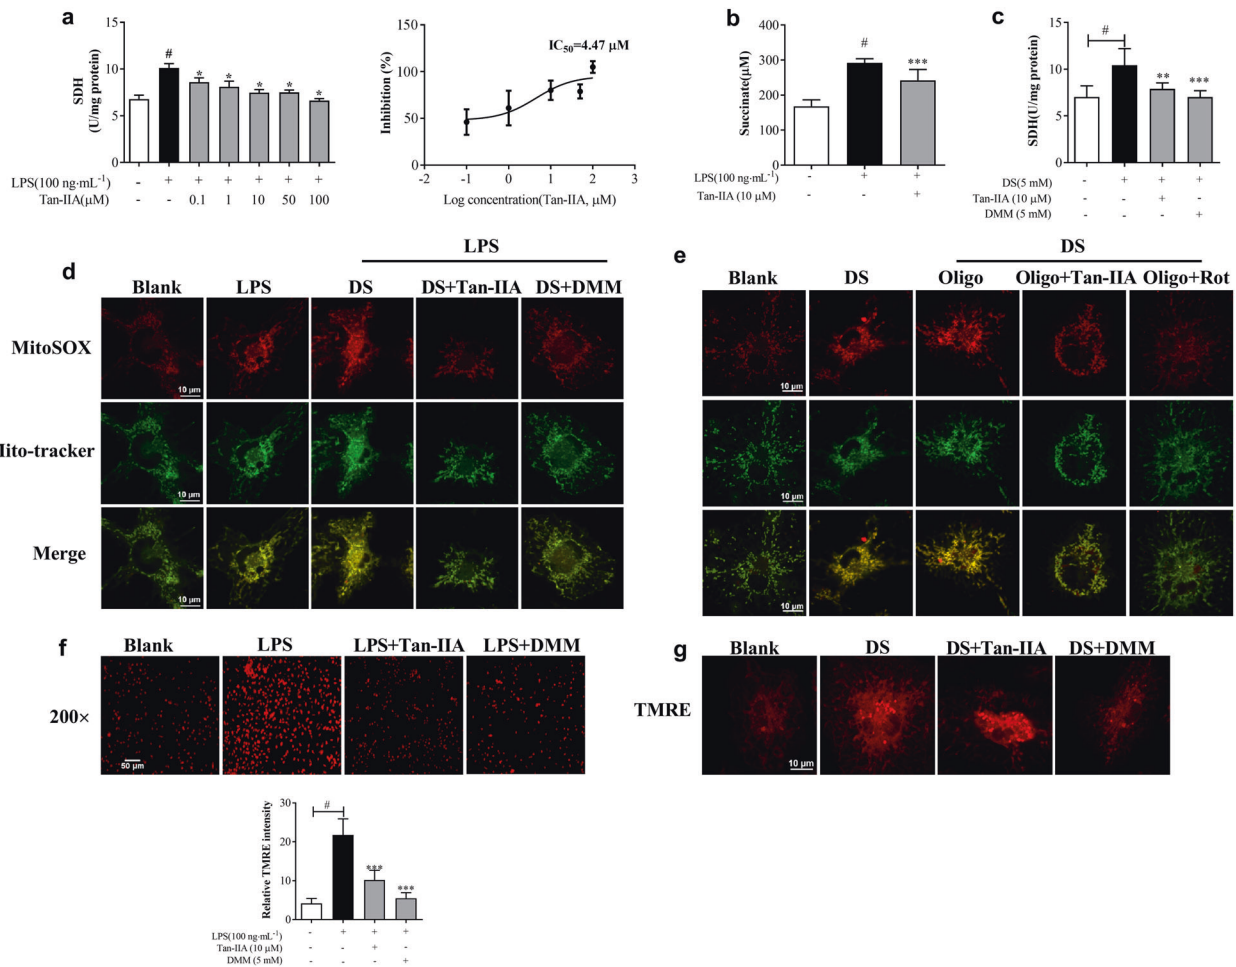 a
SDH
(U/mg protein)
15
10
5
0
#
*
*
*
*
*
LPS(100 ng·mL⁻¹) - + + + + + +
Tan-IIA(μM) - - 0.1 1 10 50 100
Inhibition (%)
150
100
50
0
IC₅₀=4.47 μM
-2 -1 0 1 2 3
Log concentration(Tan-IIA, μM)
b
Succinate(μM)
400
300
200
100
0
#
***
LPS(100 ng·mL⁻¹) - + +
Tan-IIA (10 μM) - - +
c
SDH(U/mg protein)
15
10
5
0
#
**
***
DS(5 mM) - + + +
Tan-IIA (10 μM) - - + -
DMM (5 mM) - - - +
d
LPS
Blank LPS DS DS+Tan-IIA DS+DMM
MitoSOX
10 μm
Mito-tracker
10 μm
Merge
10 μm
e
DS
Blank DS Oligo Oligo+Tan-IIA Oligo+Rot
10 μm
10 μm
10 μm
f
Blank LPS LPS+Tan-IIA LPS+DMM
200×
50 μm
Relative TMRE intensity
30
20
10
0
#
***
***
LPS(100 ng·mL⁻¹) - + + +
Tan-IIA (10 μM) - - + -
DMM (5 mM) - - - +
g
Blank DS DS+Tan-IIA DS+DMM
TMRE
10 μm